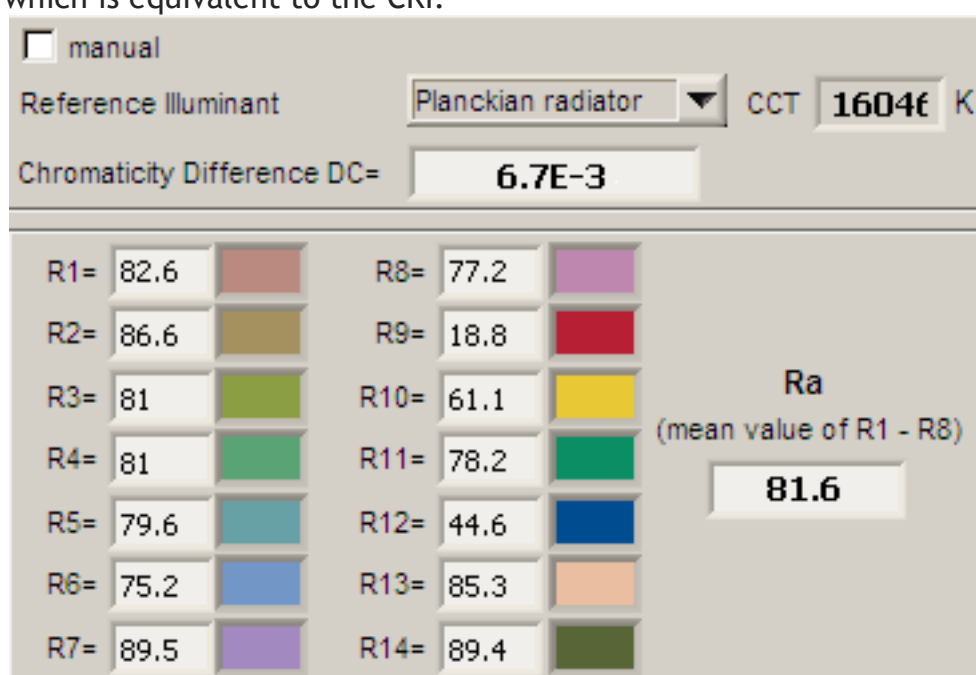 which is equivalent to the CRI.
manual
Reference Illuminant Planckian radiator CCT 16046 K
Chromaticity Difference DC= 6.7E-3
R1= 82.6 R8= 77.2
R2= 86.6 R9= 18.8
R3= 81 R10= 61.1
Ra
(mean value of R1 - R8)
R4= 81 R11= 78.2
81.6
R5= 79.6 R12= 44.6
R6= 75.2 R13= 85.3
R7= 89.5 R14= 89.4